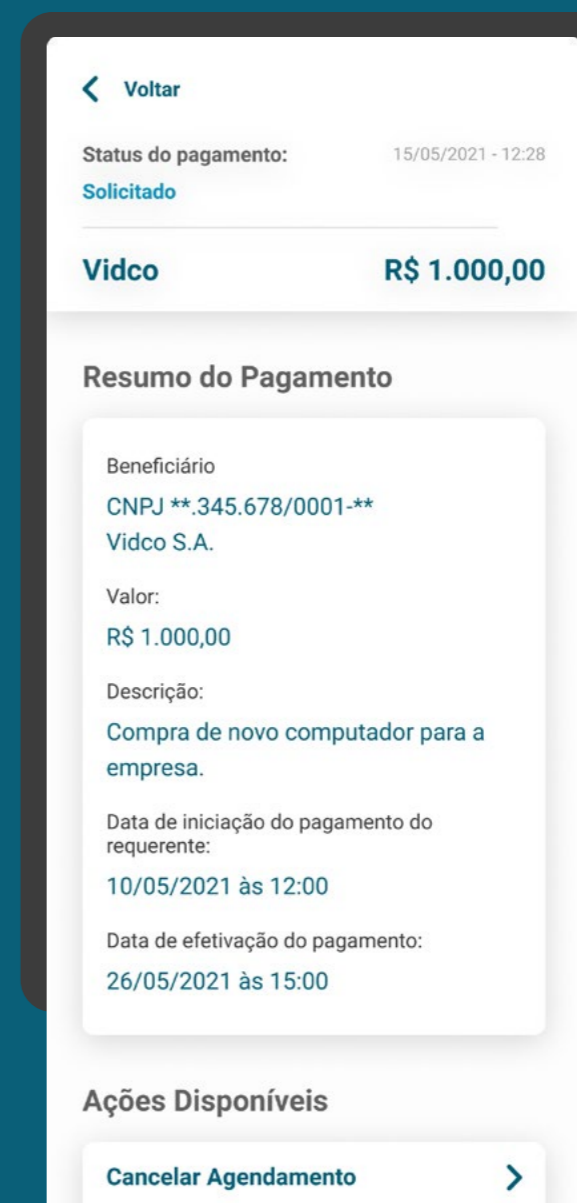 Voltar
Status do pagamento: 15/05/2021 - 12:28
Solicitado
Vidco R$ 1.000,00
Resumo do Pagamento
Beneficiário
CNPJ **.345.678/0001-**
Vidco S.A.
Valor:
R$ 1.000,00
Descrição:
Compra de novo computador para a
empresa.
Data de iniciação do pagamento do
requerente:
10/05/2021 às 12:00
Data de efetivação do pagamento:
26/05/2021 às 15:00
Ações Disponíveis
Cancelar Agendamento